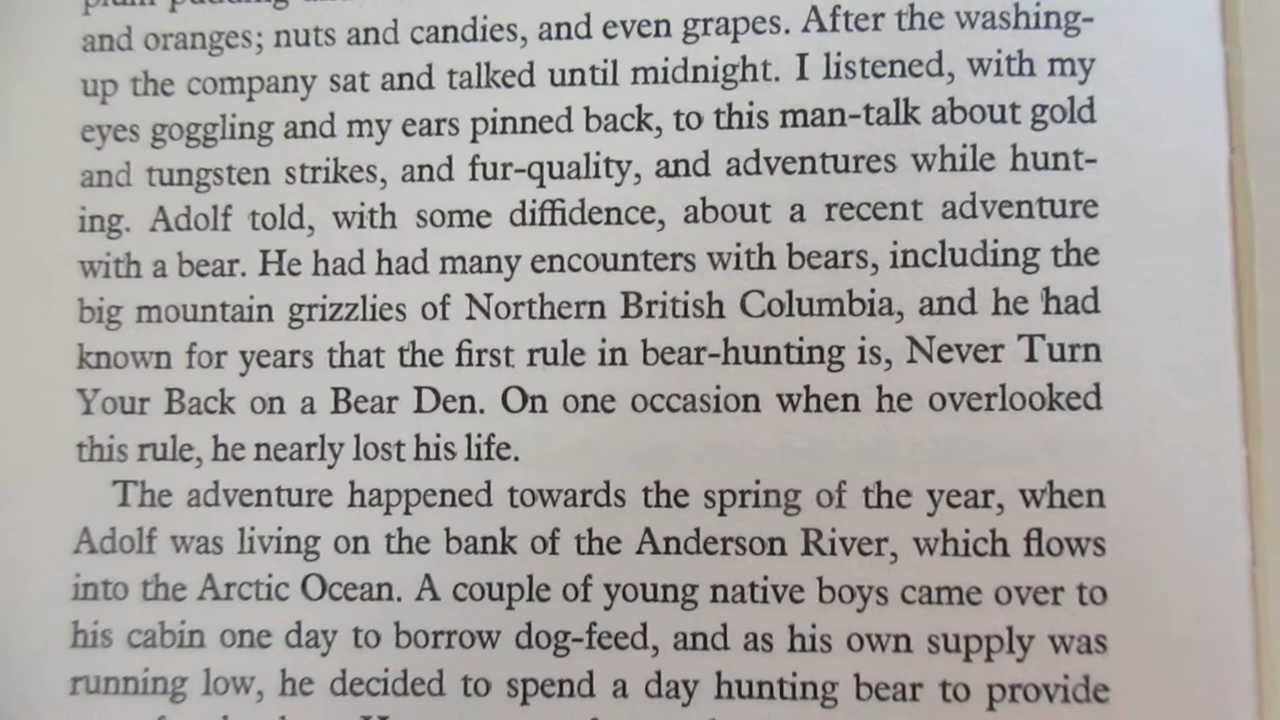 and oranges; nuts and candies, and even grapes. After the washing-
up the company sat and talked until midnight. I listened, with my
eyes goggling and my ears pinned back, to this man-talk about gold
and tungsten strikes, and fur-quality, and adventures while hunt-
ing. Adolf told, with some diffidence, about a recent adventure
with a bear. He had had many encounters with bears, including the
big mountain grizzlies of Northern British Columbia, and he had
known for years that the first rule in bear-hunting is, Never Turn
Your Back on a Bear Den. On one occasion when he overlooked
this rule, he nearly lost his life.
The adventure happened towards the spring of the year, when
Adolf was living on the bank of the Anderson River, which flows
into the Arctic Ocean. A couple of young native boys came over to
his cabin one day to borrow dog-feed, and as his own supply was
running low, he decided to spend a day hunting bear to provide